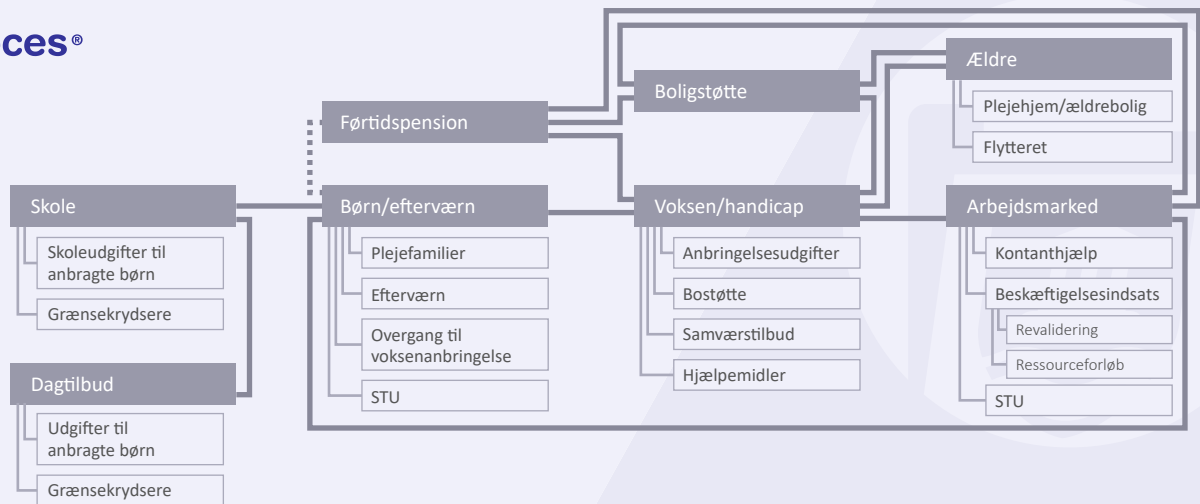 ces®
Førtidspension
Boligstøtte
Ældre
Plejehjem/ældrebolig
Flytteret
Skole
Skoleudgifter til
anbragte børn
Grænsekrydsere
Dagtilbud
Udgifter til
anbragte børn
Grænsekrydsere
Børn/efterværn
Plejefamilier
Efterværn
Overgang til
voksenanbringelse
STU
Voksen/handicap
Anbringelsesudgifter
Bostøtte
Samværstilbud
Hjælpemidler
Arbejdsmarked
Kontanthjælp
Beskæftigelsesindsats
Revalidering
Ressourceforløb
STU